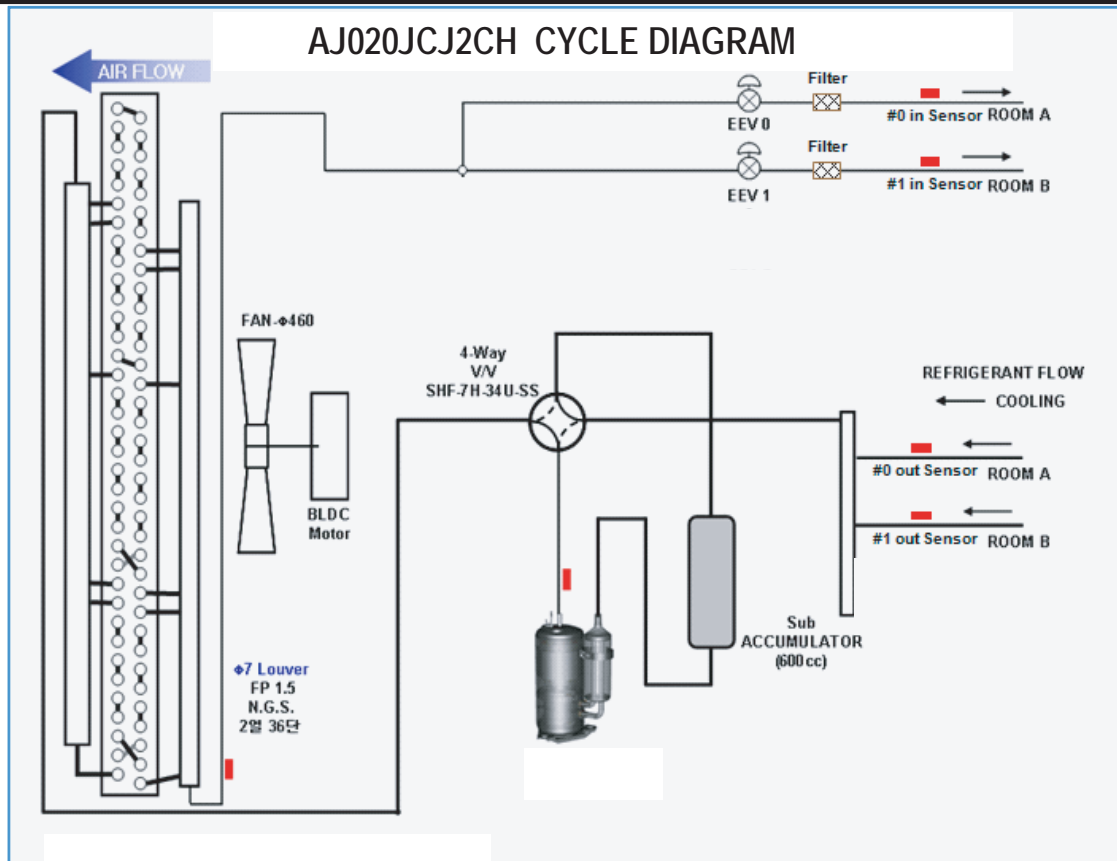 AJ020JCJ2CH CYCLE DIAGRAM
AIR FLOW
Filter
EEV 0
#0 in Sensor
ROOM A
Filter
EEV 1
#1 in Sensor
ROOM B
FAN-Φ460
BLDC
Motor
4-Way
V/V
SHF-7H-34U-SS
REFRIGERANT FLOW
COOLING
#0 out Sensor
ROOM A
#1 out Sensor
ROOM B
Sub
ACCUMULATOR
(600 cc)
Φ7 Louver
FP 1.5
N.G.S.
2열 36단